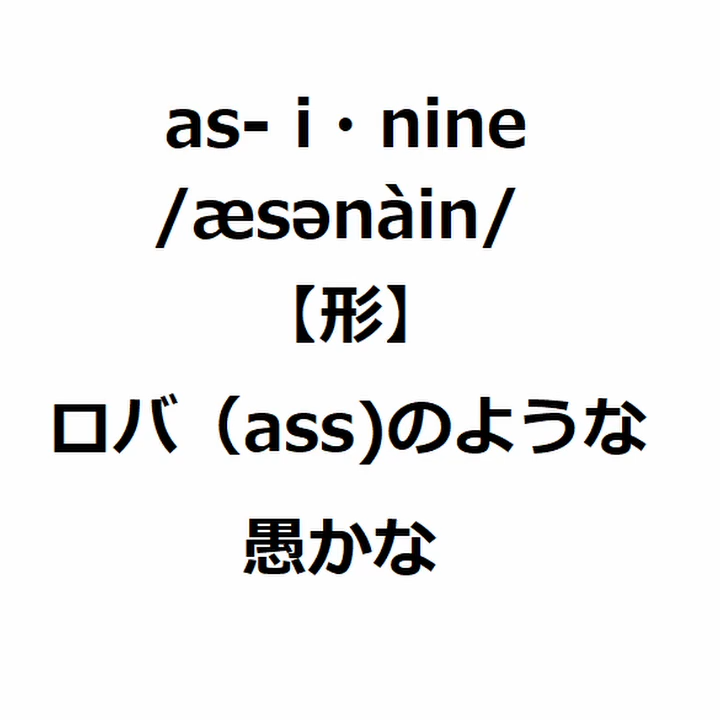 as- i・nine
/æsənàin/
【形】
ロバ（ass)のような
愚かな